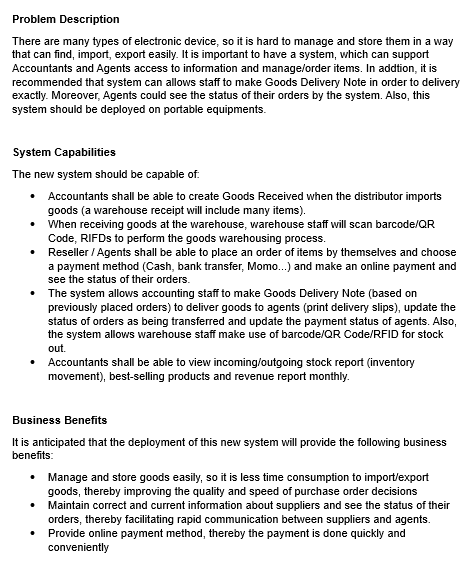 Problem Description
There are many types of electronic device, so it is hard to manage and store them in a way
that can find, import, export easily. It is important to have a system, which can support
Accountants and Agents access to information and manage/order items. In addtion, it is
recommended that system can allows staff to make Goods Delivery Note in order to delivery
exactly. Moreover, Agents could see the status of their orders by the system. Also, this
system should be deployed on portable equipments.
System Capabilities
The new system should be capable of:
• Accountants shall be able to create Goods Received when the distributor imports
goods (a warehouse receipt will include many items).
• When receiving goods at the warehouse, warehouse staff will scan barcode/QR
Code, RIFDs to perform the goods warehousing process.
• Reseller / Agents shall be able to place an order of items by themselves and choose
a payment method (Cash, bank transfer, Momo...) and make an online payment and
see the status of their orders.
• The system allows accounting staff to make Goods Delivery Note (based on
previously placed orders) to deliver goods to agents (print delivery slips), update the
status of orders as being transferred and update the payment status of agents. Also,
the system allows warehouse staff make use of barcode/QR Code/RFID for stock
out.
• Accountants shall be able to view incoming/outgoing stock report (inventory
movement), best-selling products and revenue report monthly.
Business Benefits
It is anticipated that the deployment of this new system will provide the following business
benefits:
• Manage and store goods easily, so it is less time consumption to import/export
goods, thereby improving the quality and speed of purchase order decisions
• Maintain correct and current information about suppliers and see the status of their
orders, thereby facilitating rapid communication between suppliers and agents.
• Provide online payment method, thereby the payment is done quickly and
conveniently